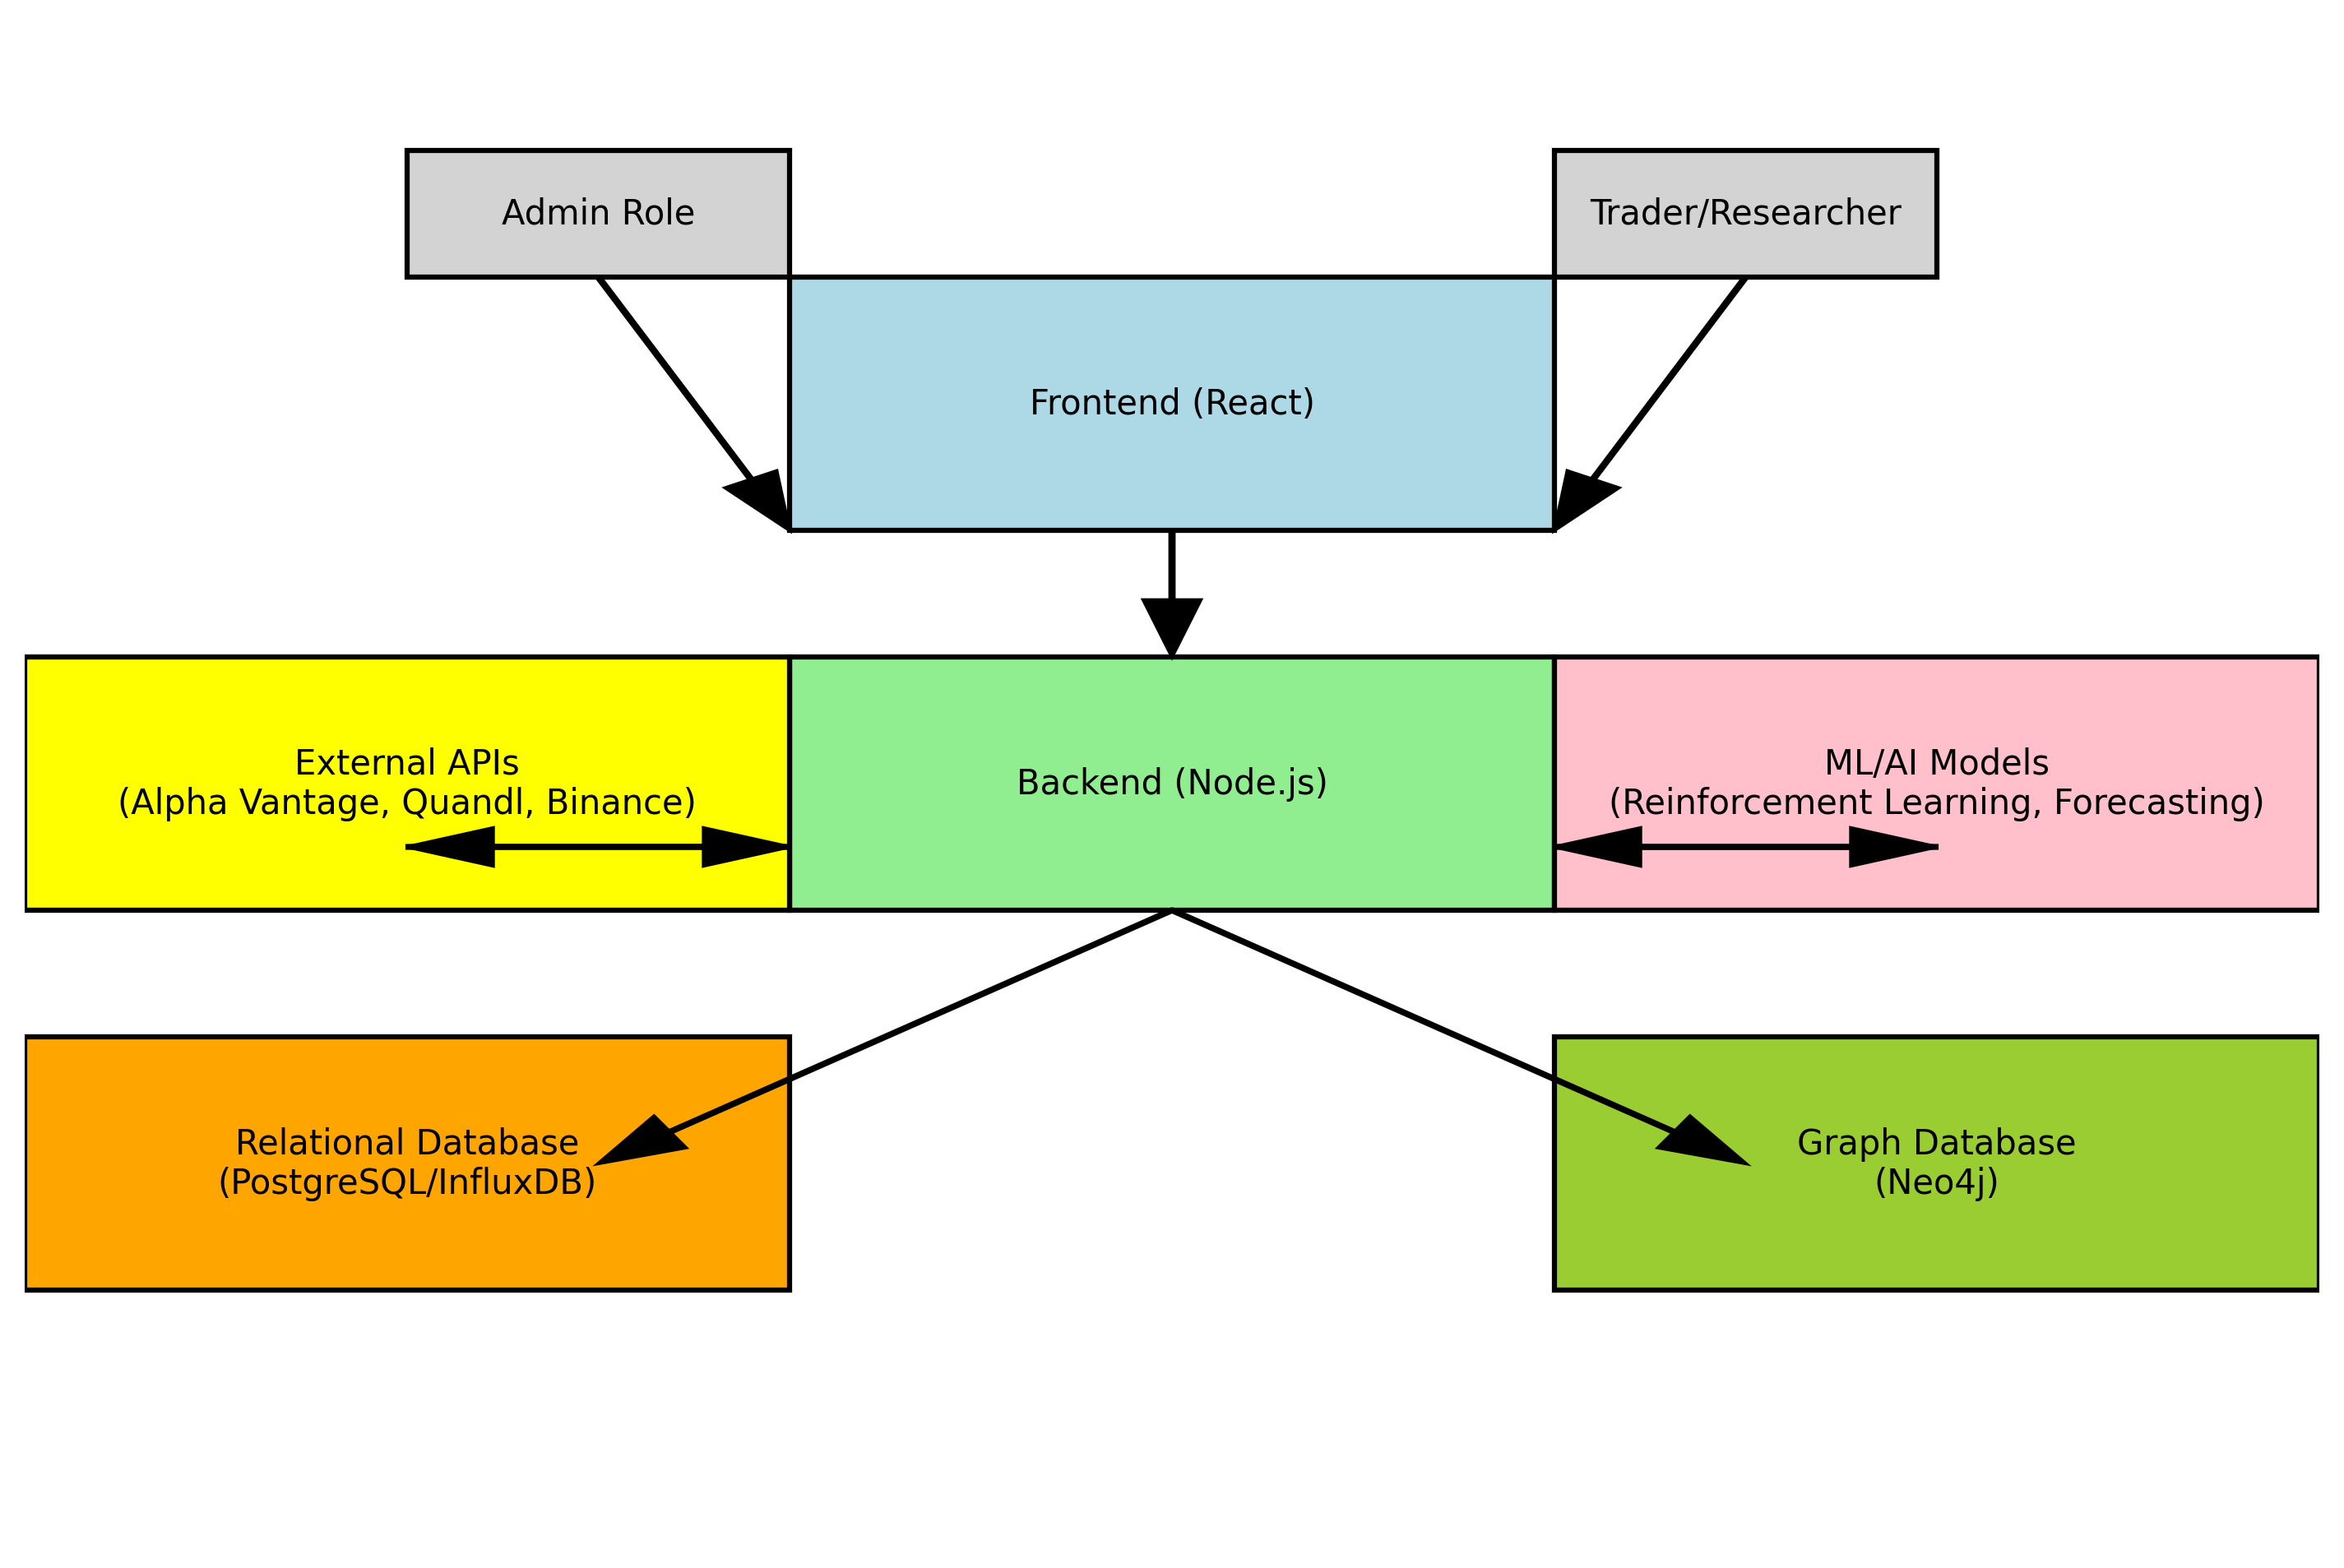 Admin Role
Trader/Researcher
Frontend (React)
External APIs
(Alpha Vantage, Quandl, Binance)
Backend (Node.js)
ML/AI Models
(Reinforcement Learning, Forecasting)
Relational Database
(PostgreSQL/InfluxDB)
Graph Database
(Neo4j)